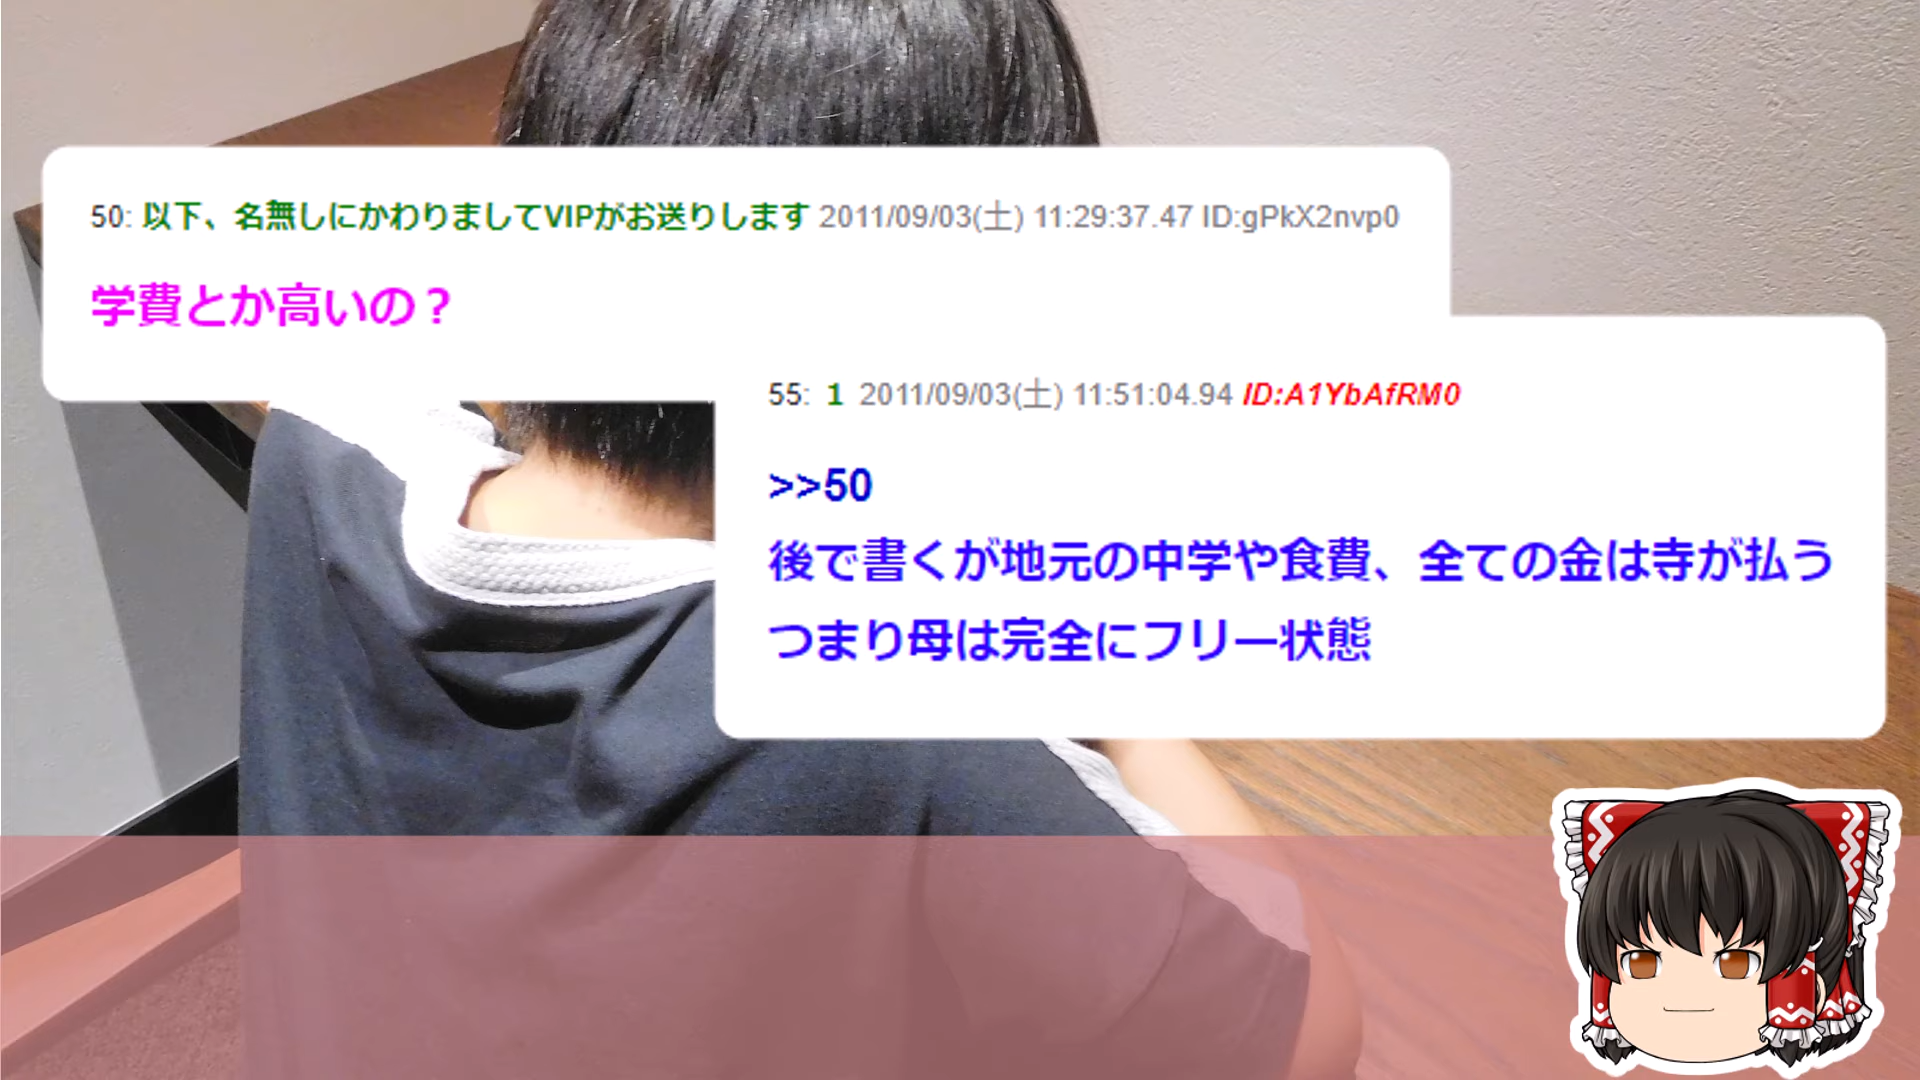 50: 以下、名無しにかわりましてVIPがお送りします 2011/09/03(土) 11:29:37.47 ID:gPkX2nvp0
学費とか高いの？
55: 1 2011/09/03(土) 11:51:04.94 ID:A1YbAfRM0
>>50
後で書くが地元の中学や食費、全ての金は寺が払う
つまり母は完全にフリー状態